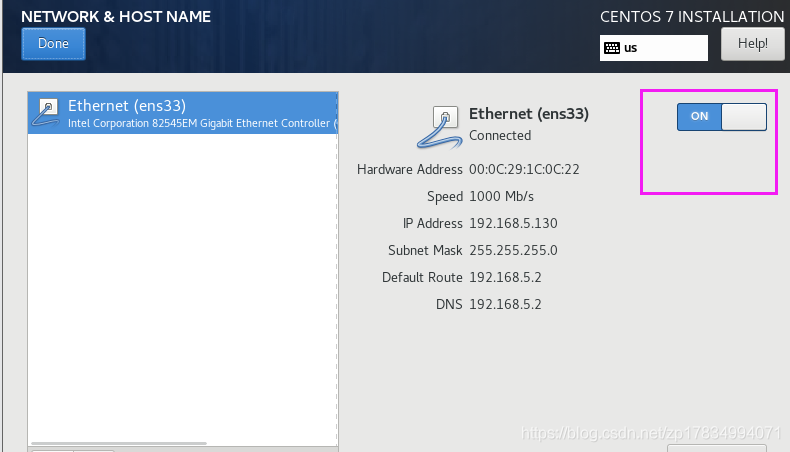 NETWORK & HOST NAME
CENTOS 7 INSTALLATION
Done
us
Help!
Ethernet (ens33)
Intel Corporation 82545EM Gigabit Ethernet Controller (
Ethernet (ens33)
Connected
ON
Hardware Address 00:0C:29:1C:0C:22
Speed 1000 Mb/s
IP Address 192.168.5.130
Subnet Mask 255.255.255.0
Default Route 192.168.5.2
DNS 192.168.5.2
https://blog.csdn.net/zp17834994071